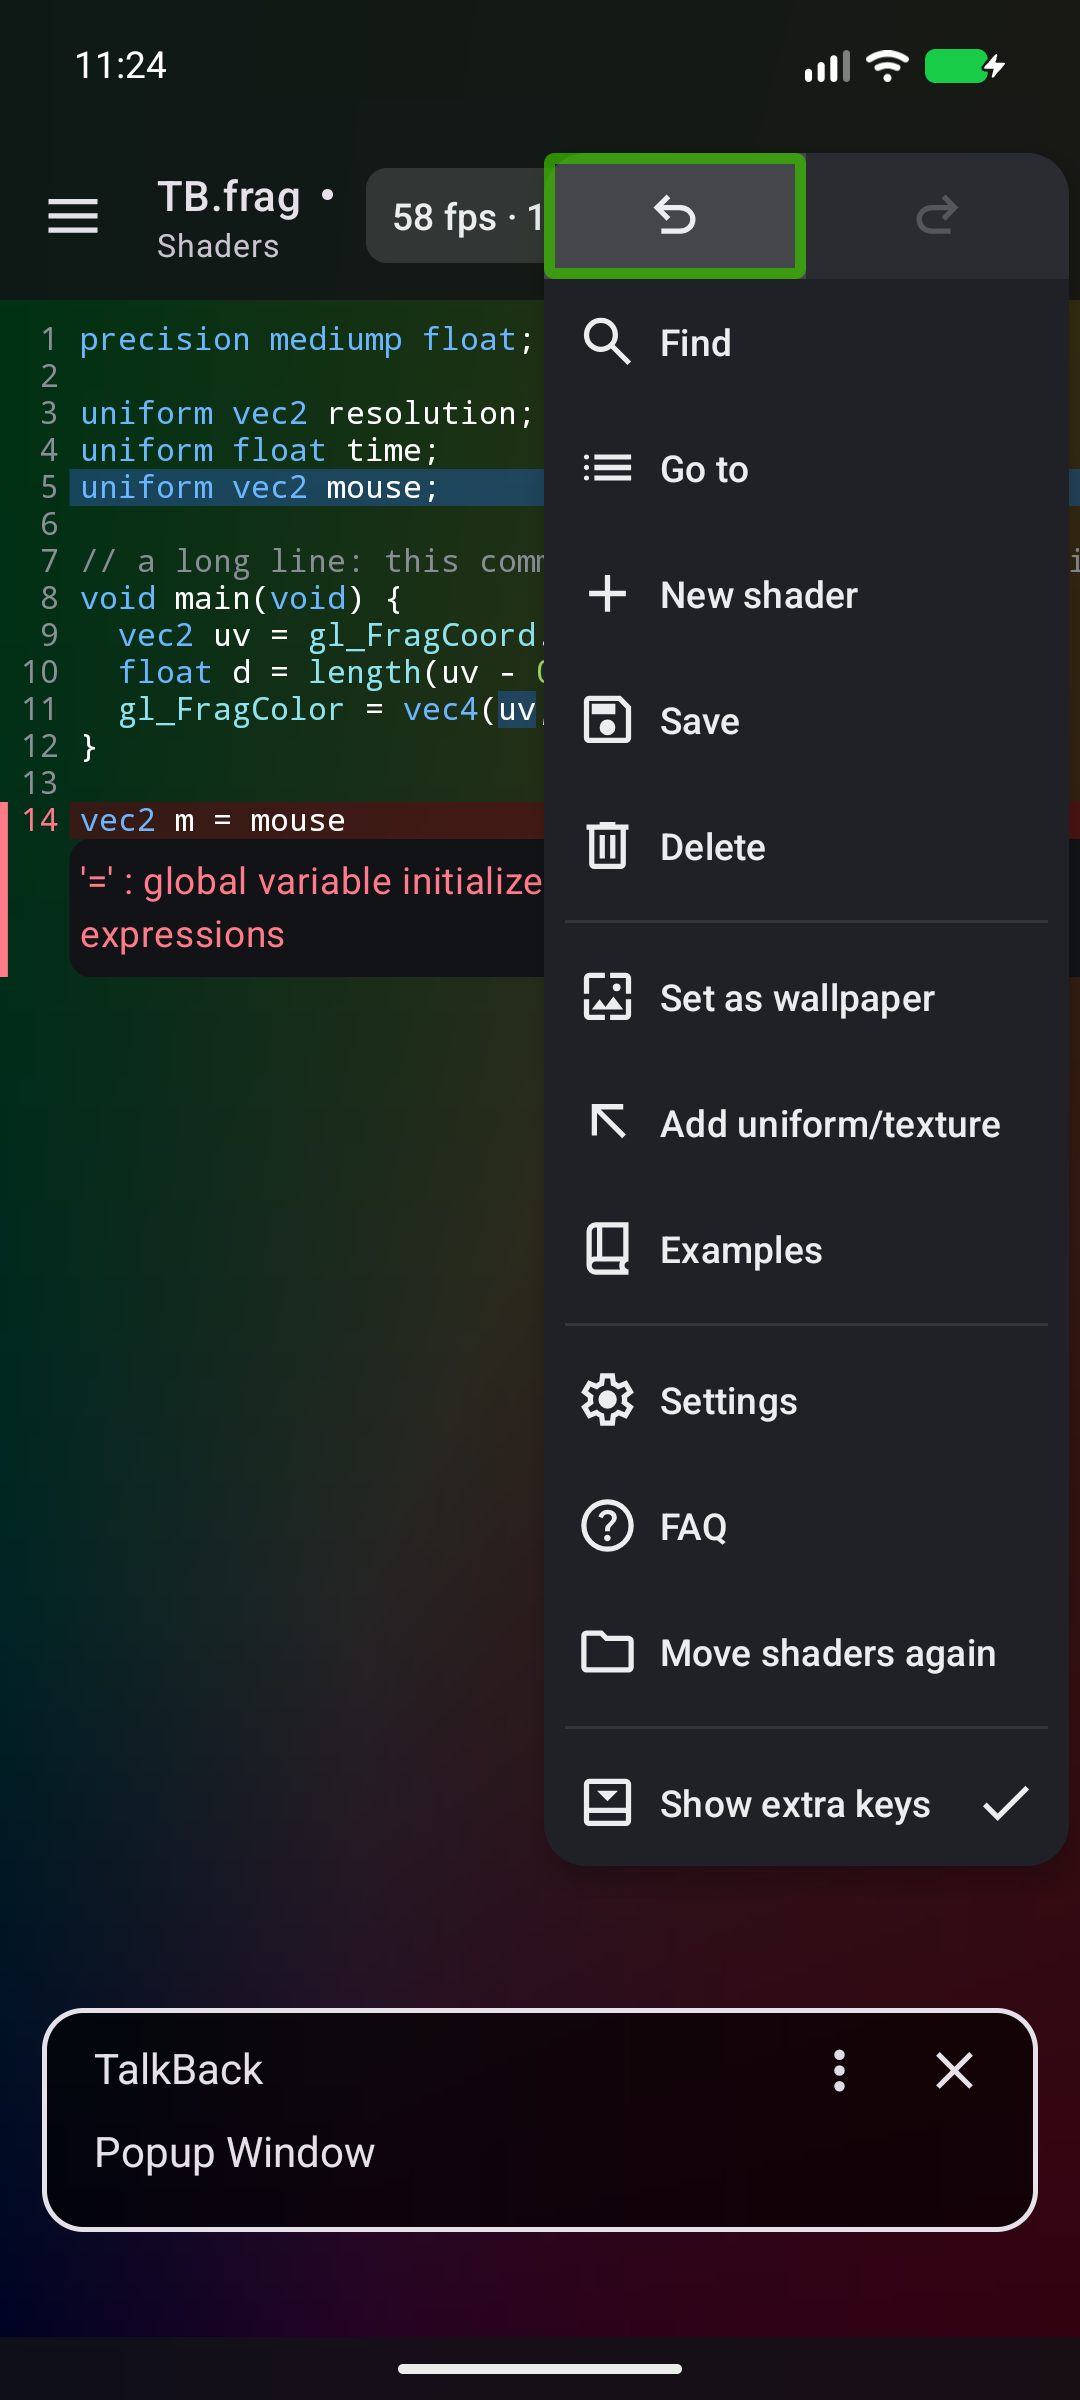 11:24
TB.frag •
Shaders
58 fps · 1
1 precision mediump float;
2
3 uniform vec2 resolution;
4 uniform float time;
5 uniform vec2 mouse;
6
7 // a long line: this comm
8 void main(void) {
9   vec2 uv = gl_FragCoord.
10   float d = length(uv -
11   gl_FragColor = vec4(uv,
12 }
13
14 vec2 m = mouse
'=' : global variable initialize
expressions
Find
Go to
New shader
Save
Delete
Set as wallpaper
Add uniform/texture
Examples
Settings
FAQ
Move shaders again
Show extra keys
TalkBack
Popup Window